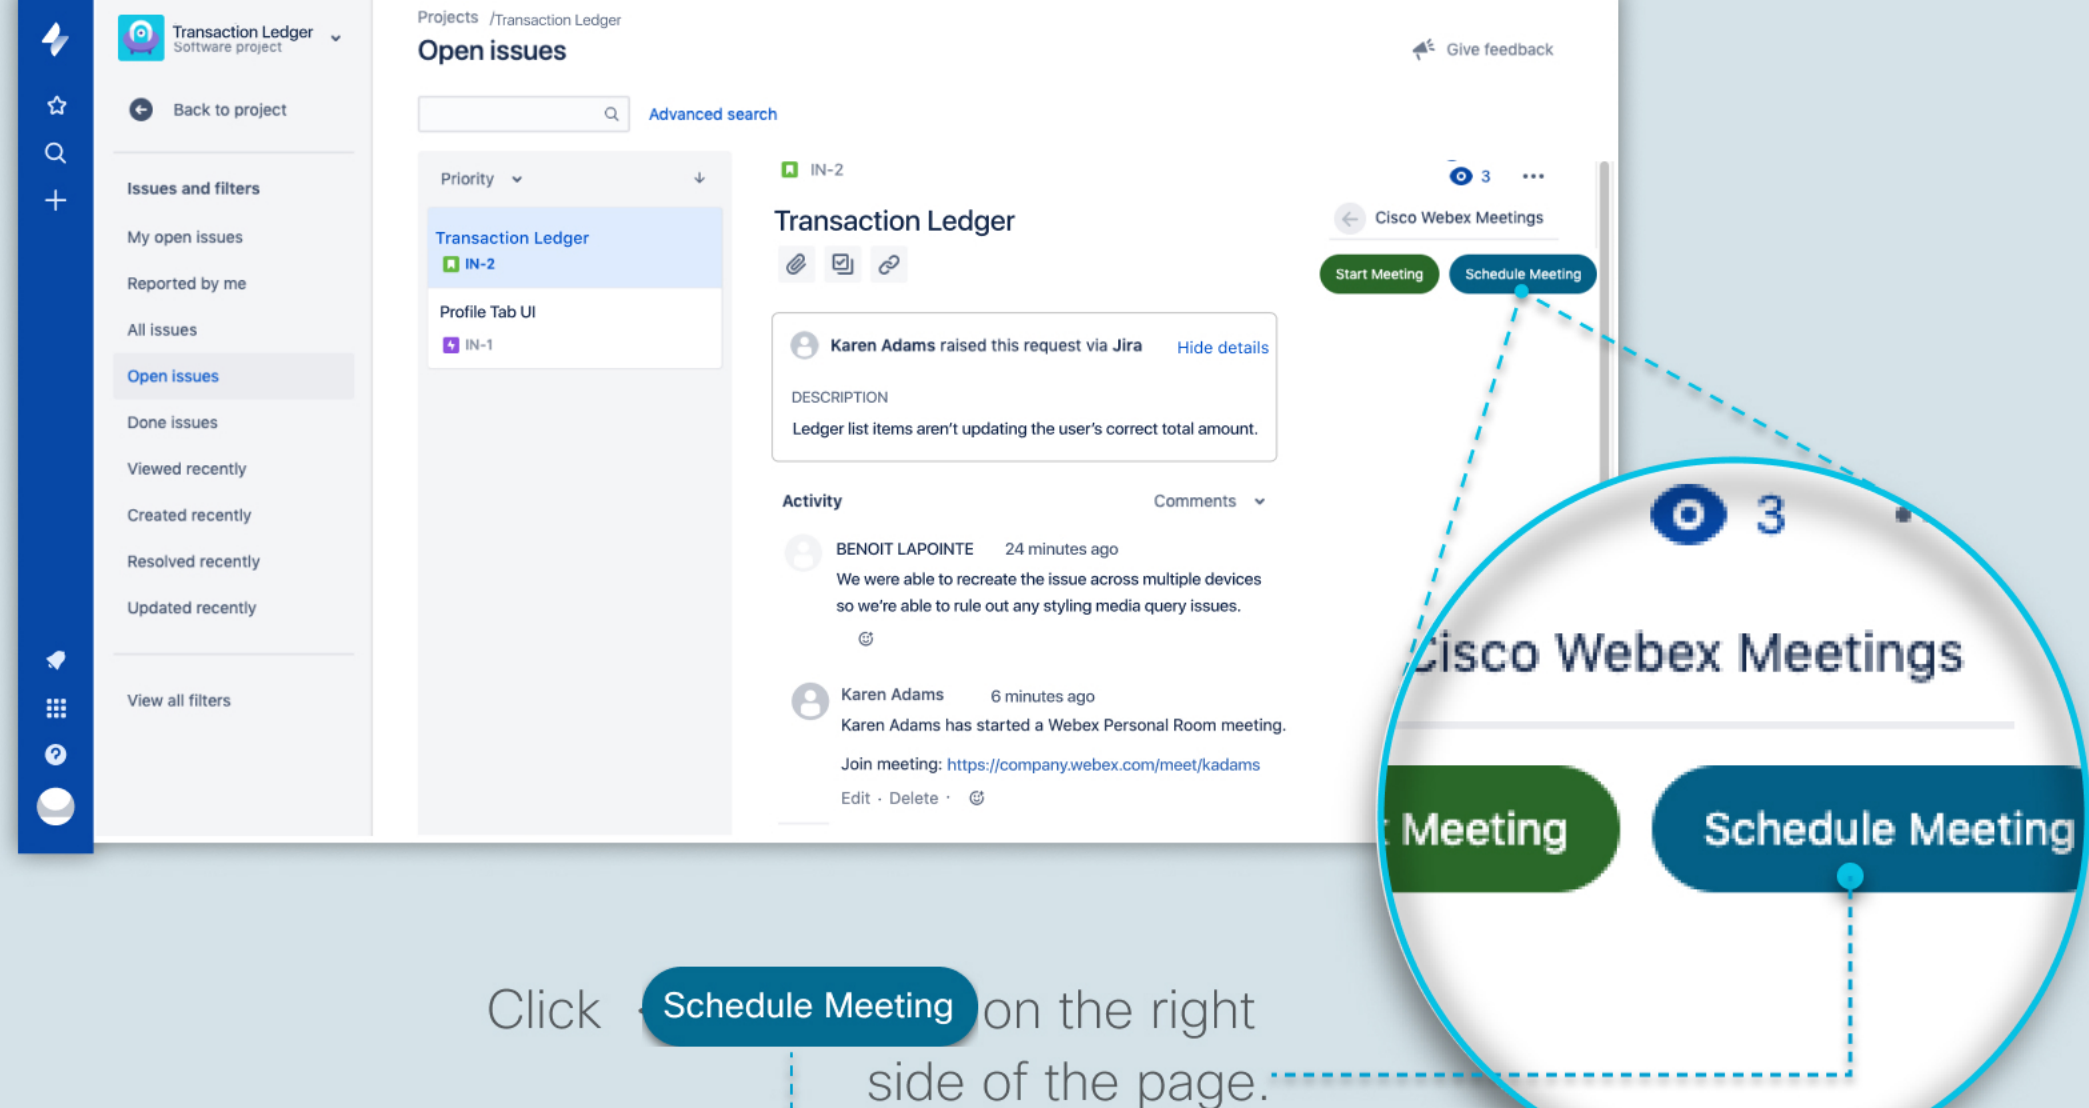 Transaction Ledger
Software project
Back to project
Issues and filters
My open issues
Reported by me
All issues
Open issues
Done issues
Viewed recently
Created recently
Resolved recently
Updated recently
View all filters
Projects /Transaction Ledger
Open issues
Give feedback
Advanced search
Priority
Transaction Ledger
IN-2
Profile Tab UI
IN-1
IN-2
Transaction Ledger
3
Cisco Webex Meetings
Start Meeting Schedule Meeting
Karen Adams raised this request via Jira Hide details
DESCRIPTION
Ledger list items aren’t updating the user’s correct total amount.
Activity Comments
BENOIT LAPOINTE 24 minutes ago
We were able to recreate the issue across multiple devices
so we’re able to rule out any styling media query issues.
Karen Adams 6 minutes ago
Karen Adams has started a Webex Personal Room meeting.
Join meeting: https://company.webex.com/meet/kadams
Edit · Delete ·
3
Cisco Webex Meetings
t Meeting Schedule Meeting
Click Schedule Meeting on the right
side of the page.